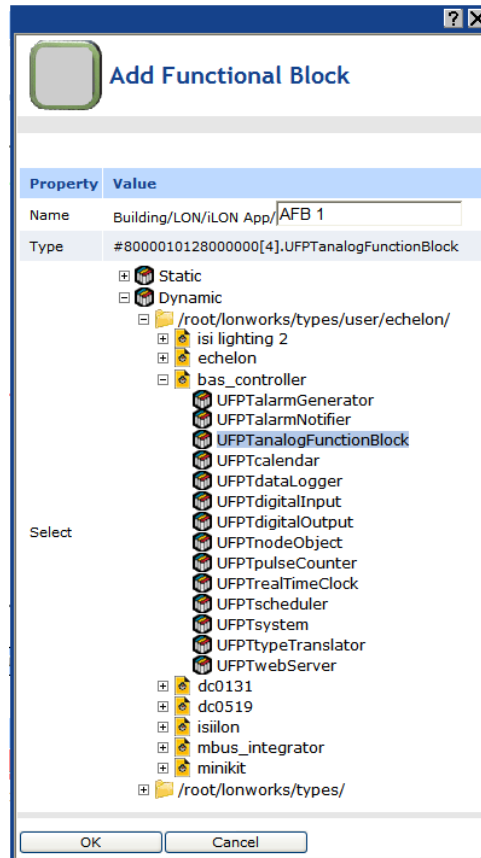 ?
Add Functional Block
Property Value
Name Building/LON/iLON App/ AFB 1
Type #8000010128000000[4].UFPTanalogFunctionBlock
Static
Dynamic
/root/lonworks/types/user/echelon/
isi lighting 2
echelon
bas_controller
UFPTalarmGenerator
UFPTalarmNotifier
UFPTanalogFunctionBlock
UFPTcalendar
UFPTdataLogger
UFPTdigitalInput
Select
UFPTdigitalOutput
UFPTnodeObject
UFPTpulseCounter
UFPTrealTimeClock
UFPTscheduler
UFPTsystem
UFPTtypeTranslator
UFPTwebServer
dc0131
dc0519
isiilon
mbus_integrator
minikit
/root/lonworks/types/
OK Cancel